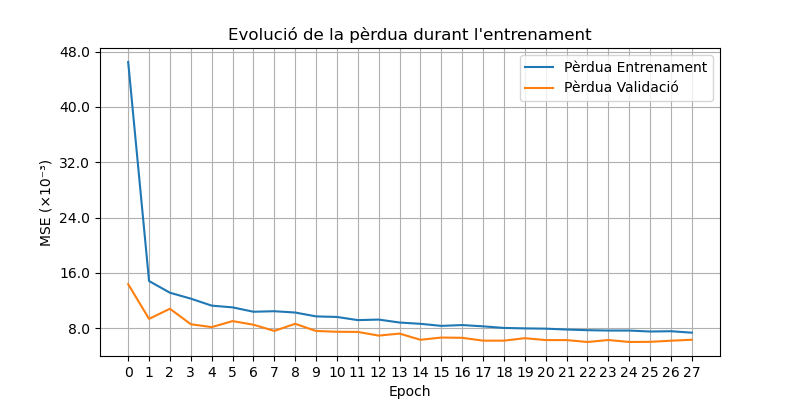 Evolució de la pèrdua durant l'entrenament
48.0
40.0
32.0
24.0
16.0
8.0
MSE (×10⁻³)
Pèrdua Entrenament
Pèrdua Validació
0 1 2 3 4 5 6 7 8 9 10 11 12 13 14 15 16 17 18 19 20 21 22 23 24 25 26 27
Epoch